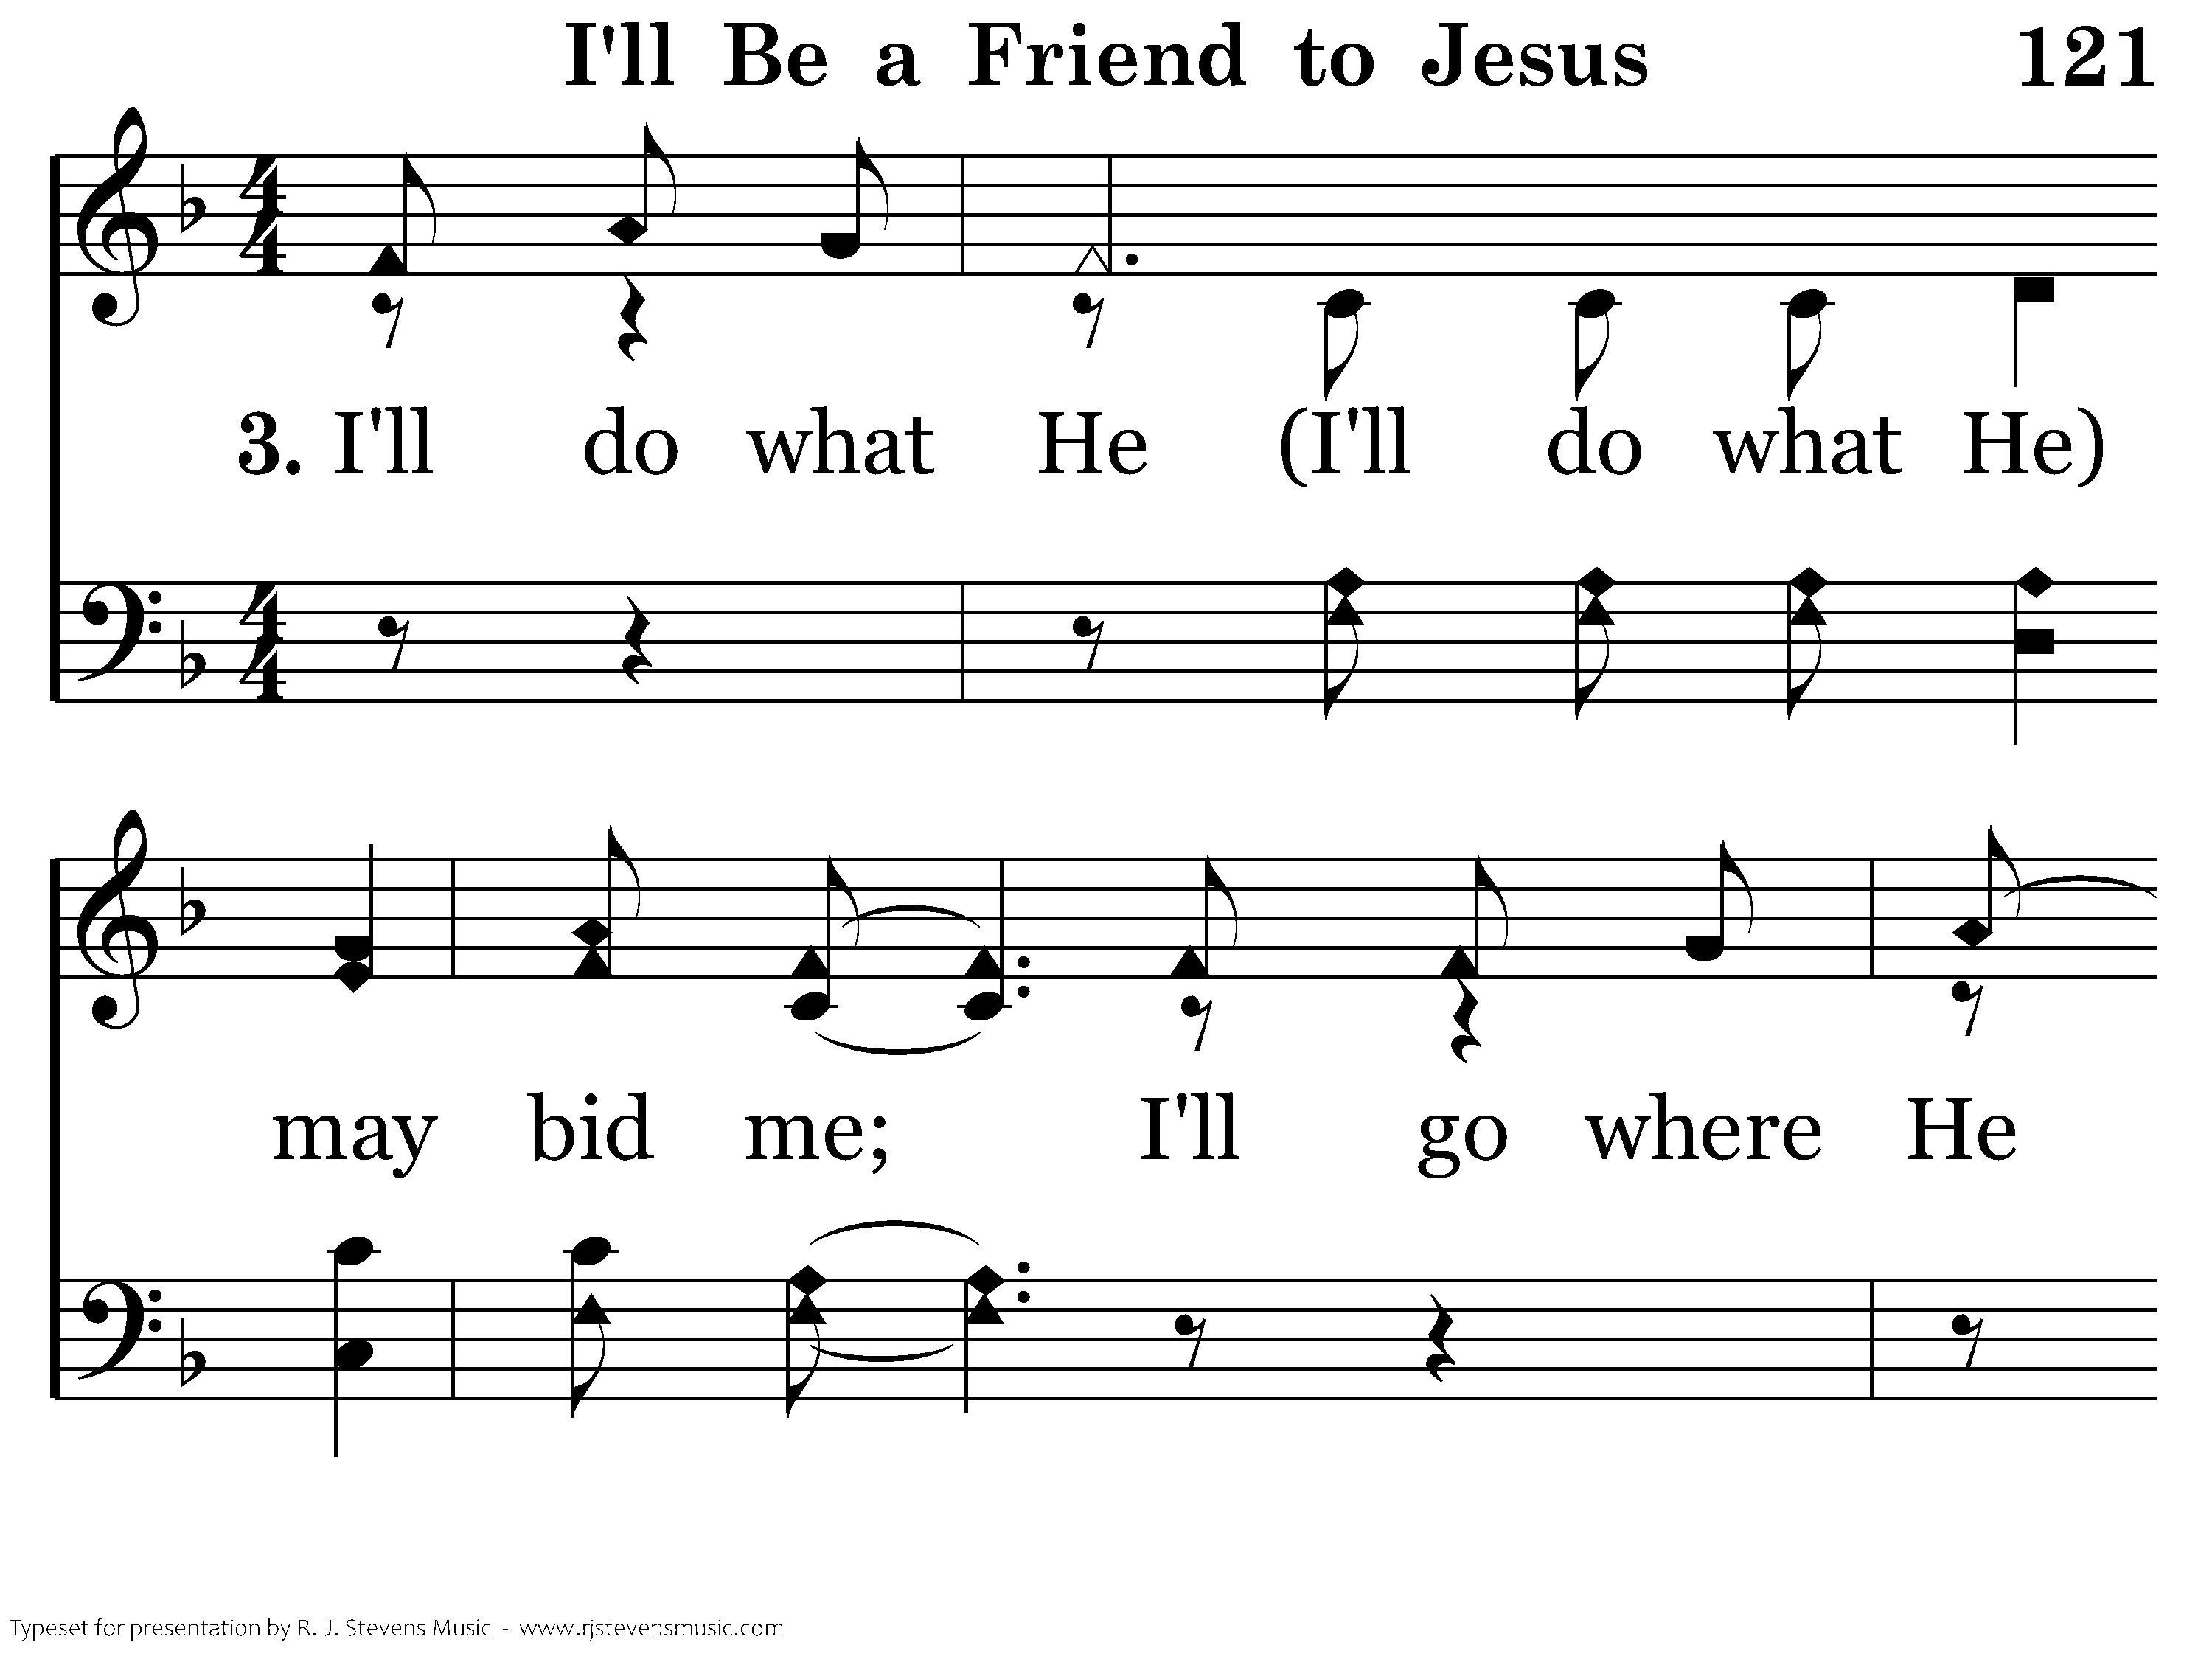 I'll Be a Friend to Jesus 121
3. I'll do what He (I'll do what He)
may bid me; I'll go where He
Typeset for presentation by R. J. Stevens Music - www.rjstevensmusic.com